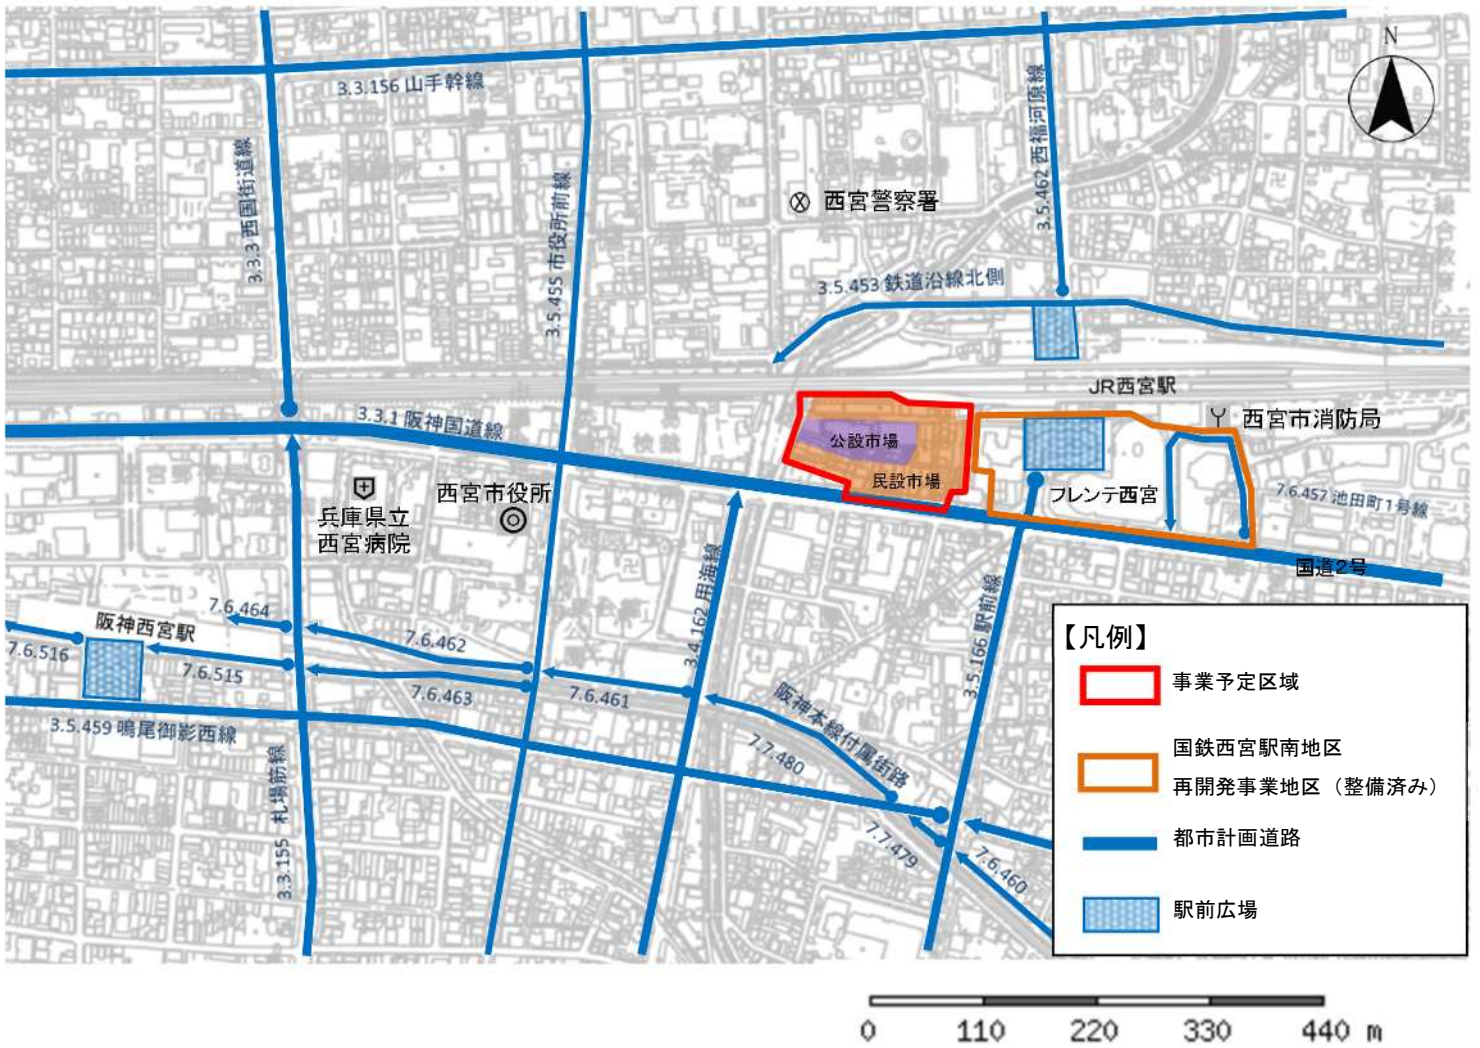 N
3.3.156 山手幹線
3.3.3 西国街道線
3.5.455 市役所前線
3.5.462 西福河原線
西宮警察署
3.5.453 鉄道沿線北側
JR西宮駅
3.3.1 阪神国道線
公設市場
民設市場
西宮市消防局
フレンテ西宮
7.6.457 池田町1号線
国道2号
兵庫県立
西宮病院
西宮市役所
3.4.162 用海線
3.5.166 駅前線
阪神西宮駅
7.6.464
7.6.462
7.6.516
7.6.515
7.6.463
7.6.461
3.5.459 鳴尾御影西線
3.3.155 札場筋線
阪神本線付属街路
7.7.480
7.7.479
7.6.460
【凡例】
事業予定区域
国鉄西宮駅南地区
再開発事業地区（整備済み）
都市計画道路
駅前広場
0 110 220 330 440 m